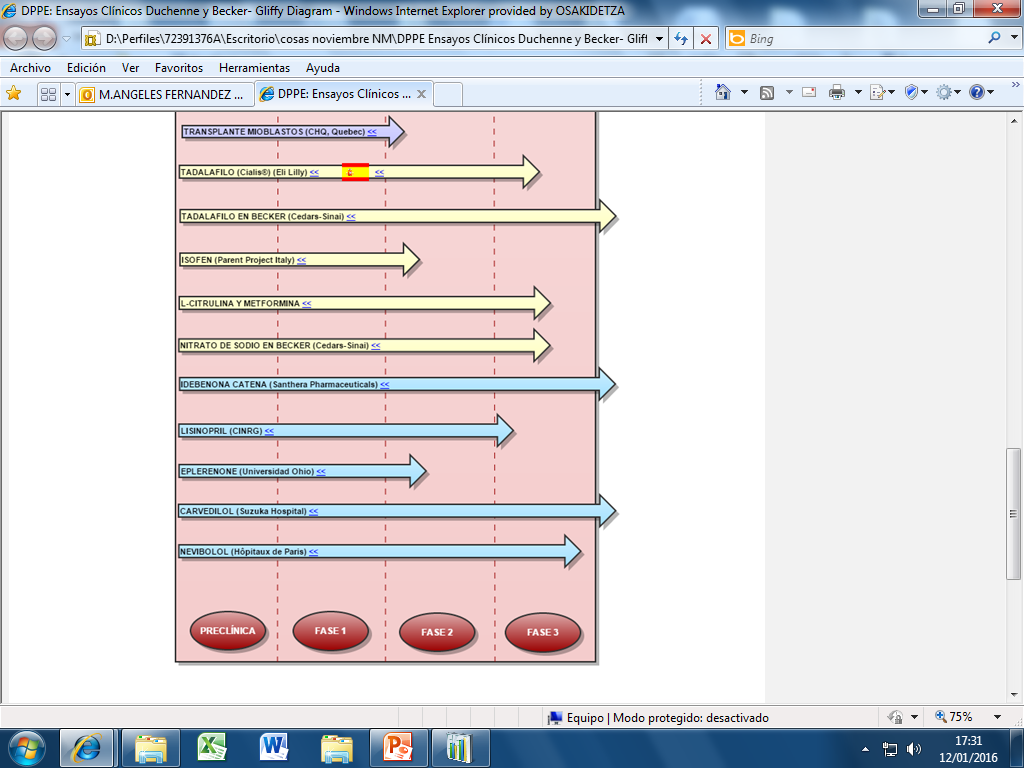 DPPE: Ensayos Clínicos Duchenne y Becker- Gliffy Diagram - Windows Internet Explorer provided by OSAKIDETZA
D:\Perfiles\72391376A\Escritorio\cosas noviembre NM\DPPE Ensayos Clínicos Duchenne y Becker- Gliff
Bing
Archivo Edición Ver Favoritos Herramientas Ayuda
M.ANGELES FERNANDEZ ...
DPPE: Ensayos Clínicos ...
TRANSPLANTE MIOBLASTOS (CHQ, Quebec) <<
TADALAFILO (Cialis®) (Eli Lilly) << <<
TADALAFILO EN BECKER (Cedars-Sinai) <<
ISOFEN (Parent Project Italy) <<
L-CITRULINA Y METFORMINA <<
NITRATO DE SODIO EN BECKER (Cedars-Sinai) <<
IDEBENONA CATENA (Santhera Pharmaceuticals) <<
LISINOPRIL (CINRG) <<
EPLERENONE (Universidad Ohio) <<
CARVEDILOL (Suzuka Hospital) <<
NEVIBOLOL (Hôpitaux de Paris) <<
PRECLÍNICA FASE 1 FASE 2 FASE 3
Equipo | Modo protegido: desactivado
75%
17:31
12/01/2016